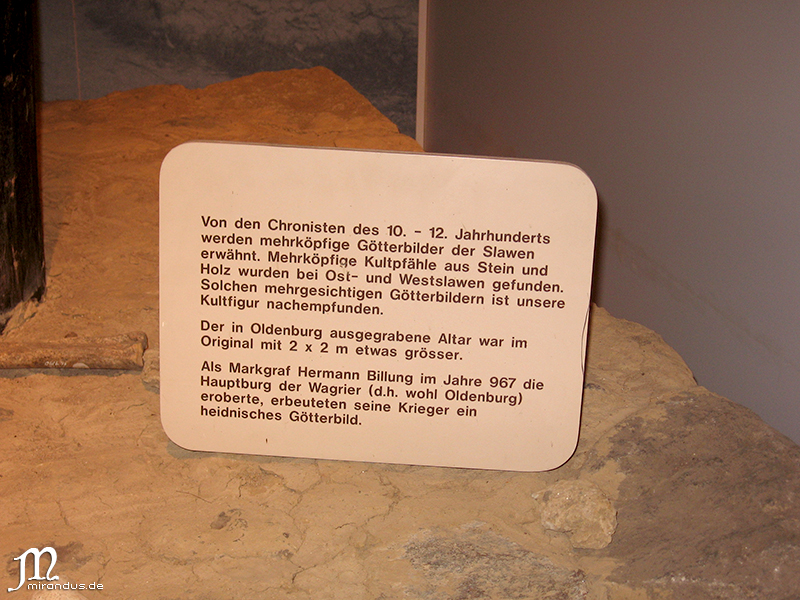 Von den Chronisten des 10. - 12. Jahrhunderts
werden mehrköpfige Götterbilder der Slawen
erwähnt. Mehrköpfige Kultpfähle aus Stein und
Holz wurden bei Ost- und Westslawen gefunden.
Solchen mehrgesichtigen Götterbildern ist unsere
Kultfigur nachempfunden.
Der in Oldenburg ausgegrabene Altar war im
Original mit 2 x 2 m etwas grösser.
Als Markgraf Hermann Billung im Jahre 967 die
Hauptburg der Wagrier (d.h. wohl Oldenburg)
eroberte, erbeuteten seine Krieger ein
heidnisches Götterbild.
M
mirandus.de